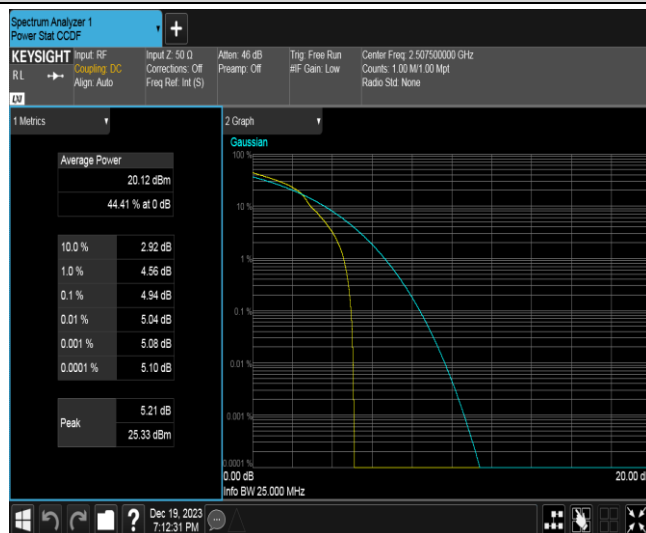 Spectrum Analyzer 1
Power Stat CCDF
+
KEYSIGHT
RL
LXI
Input: RF
Coupling: DC
Align: Auto
Input Z: 50 Ω
Corrections: Off
Freq Ref: Int (S)
Atten: 46 dB
Preamp: Off
Trig: Free Run
#IF Gain: Low
Center Freq: 2.507500000 GHz
Counts: 1.00 M/1.00 Mpt
Radio Std: None
1 Metrics
Average Power
20.12 dBm
44.41 % at 0 dB
10.0 % 2.92 dB
1.0 % 4.56 dB
0.1 % 4.94 dB
0.01 % 5.04 dB
0.001 % 5.08 dB
0.0001 % 5.10 dB
Peak
5.21 dB
25.33 dBm
2 Graph
Gaussian
100 %
10 %
1 %
0.1 %
0.01 %
0.001 %
0.0001 %
0.00 dB
20.00 d
Info BW 25.000 MHz
?
Dec 19, 2023
7:12:31 PM